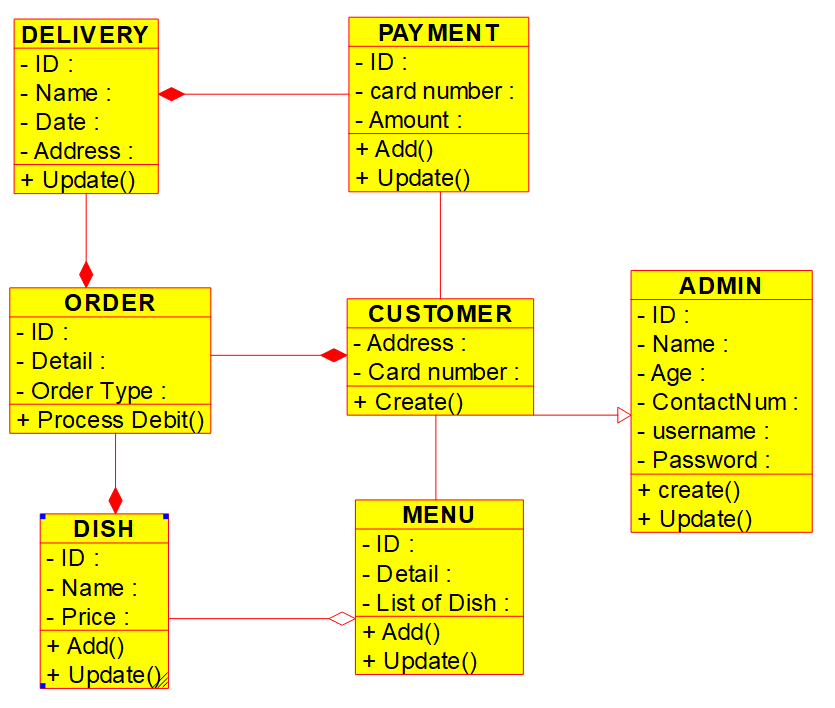 DELIVERY
- ID :
- Name :
- Date :
- Address :
+ Update()
PAYMENT
- ID :
- card number :
- Amount :
+ Add()
+ Update()
ORDER
- ID :
- Detail :
- Order Type :
+ Process Debit()
CUSTOMER
- Address :
- Card number :
+ Create()
ADMIN
- ID :
- Name :
- Age :
- ContactNum :
- username :
- Password :
+ create()
+ Update()
DISH
- ID :
- Name :
- Price :
+ Add()
+ Update()
MENU
- ID :
- Detail :
- List of Dish :
+ Add()
+ Update()